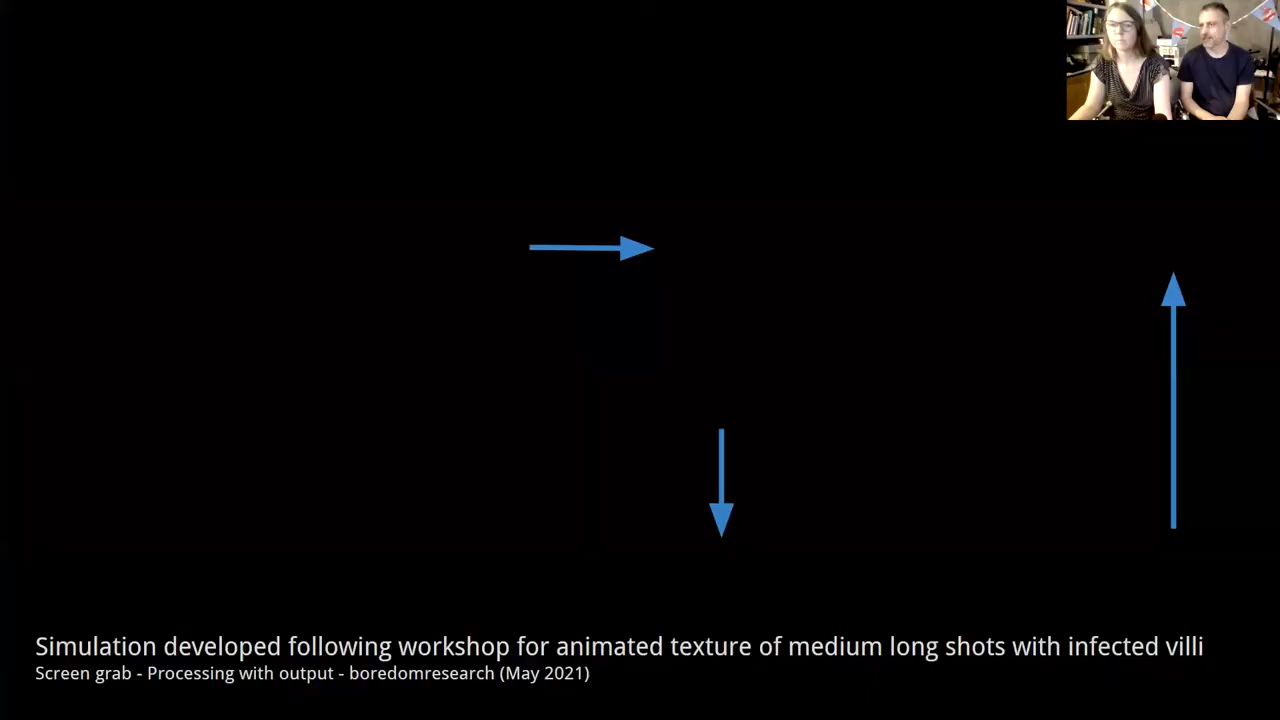 Simulation developed following workshop for animated texture of medium long shots with infected villi
Screen grab - Processing with output - boredomresearch (May 2021)